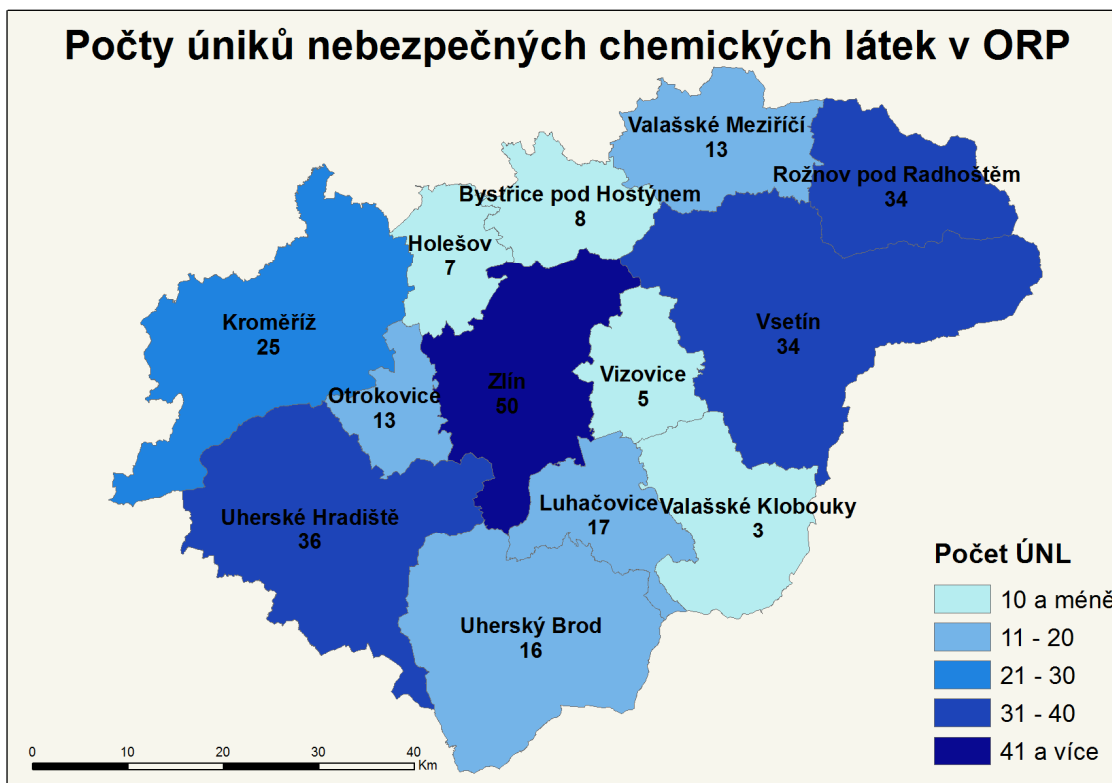 Počty úniků nebezpečných chemických látek v ORP
Valašské Meziříčí
13
Rožnov pod Radhoštěm
34
Bystřice pod Hostýnem
8
Holešov
7
Kroměříž
25
Vsetín
34
Zlín
50
Vizovice
5
Otrokovice
13
Luhačovice
17
Valašské Klobouky
3
Uherské Hradiště
36
Uherský Brod
16
Počet ÚNL
10 a méně
11 - 20
21 - 30
31 - 40
41 a více
0 10 20 30 40
Km